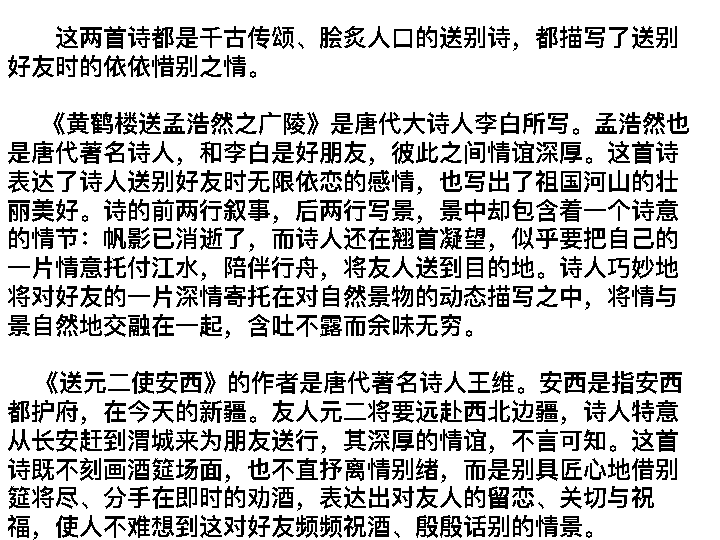 这两首诗都是千古传颂、脍炙人口的送别诗，都描写了送别
好友时的依依惜别之情。
《黄鹤楼送孟浩然之广陵》是唐代大诗人李白所写。孟浩然也
是唐代著名诗人，和李白是好朋友，彼此之间情谊深厚。这首诗
表达了诗人送别好友时无限依恋的感情，也写出了祖国河山的壮
丽美好。诗的前两行叙事，后两行写景，景中却包含着一个诗意
的情节：帆影已消逝了，而诗人还在翘首凝望，似乎要把自己的
一片情意托付江水，陪伴行舟，将友人送到目的地。诗人巧妙地
将对好友的一片深情寄托在对自然景物的动态描写之中，将情与
景自然地交融在一起，含吐不露而余味无穷。
《送元二使安西》的作者是唐代著名诗人王维。安西是指安西
都护府，在今天的新疆。友人元二将要远赴西北边疆，诗人特意
从长安赶到渭城来为朋友送行，其深厚的情谊，不言可知。这首
诗既不刻画酒筵场面，也不直抒离情别绪，而是别具匠心地借别
筵将尽、分手在即时的劝酒，表达出对友人的留恋、关切与祝
福，使人不难想到这对好友频频祝酒、殷殷话别的情景。